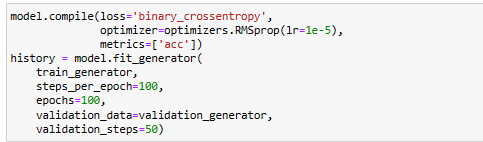 model.compile(loss='binary_crossentropy',
              optimizer=optimizers.RMSprop(lr=1e-5),
              metrics=['acc'])
history = model.fit_generator(
    train_generator,
    steps_per_epoch=100,
    epochs=100,
    validation_data=validation_generator,
    validation_steps=50)